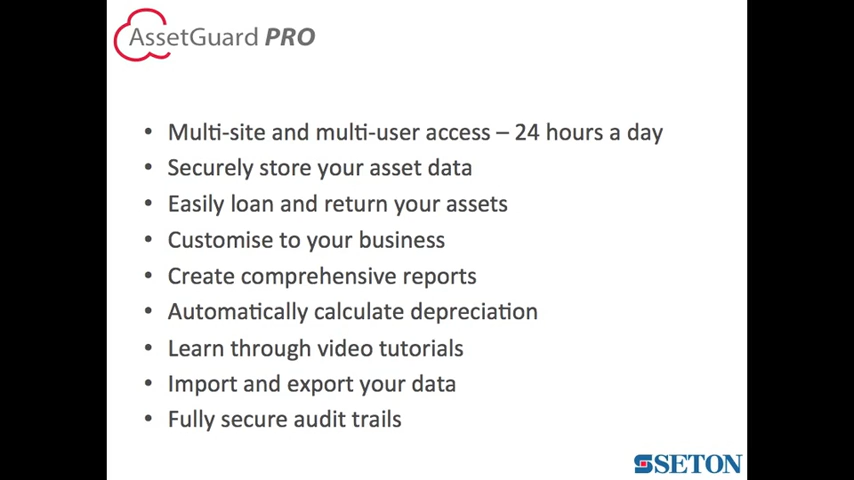 AssetGuard PRO
• Multi-site and multi-user access – 24 hours a day
• Securely store your asset data
• Easily loan and return your assets
• Customise to your business
• Create comprehensive reports
• Automatically calculate depreciation
• Learn through video tutorials
• Import and export your data
• Fully secure audit trails
SETON